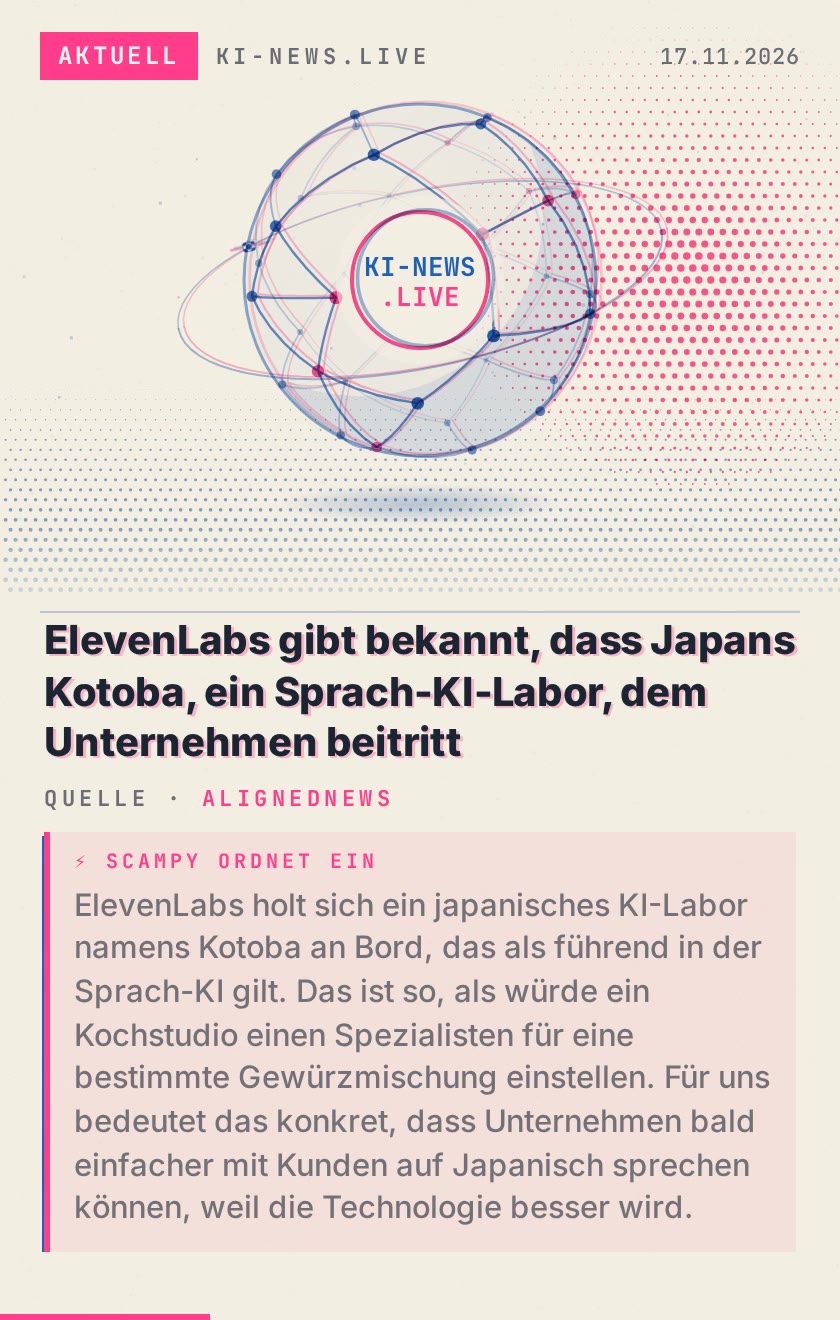 AKTUELL KI-NEWS.LIVE 17.11.2026
KI-NEWS
.LIVE
ElevenLabs gibt bekannt, dass Japans
Kotoba, ein Sprach-KI-Labor, dem
Unternehmen beitritt
QUELLE · ALIGNEDNEWS
⚡ SCAMPY ORDNET EIN
ElevenLabs holt sich ein japanisches KI-Labor
namens Kotoba an Bord, das als führend in der
Sprach-KI gilt. Das ist so, als würde ein
Kochstudio einen Spezialisten für eine
bestimmte Gewürzmischung einstellen. Für uns
bedeutet das konkret, dass Unternehmen bald
einfacher mit Kunden auf Japanisch sprechen
können, weil die Technologie besser wird.